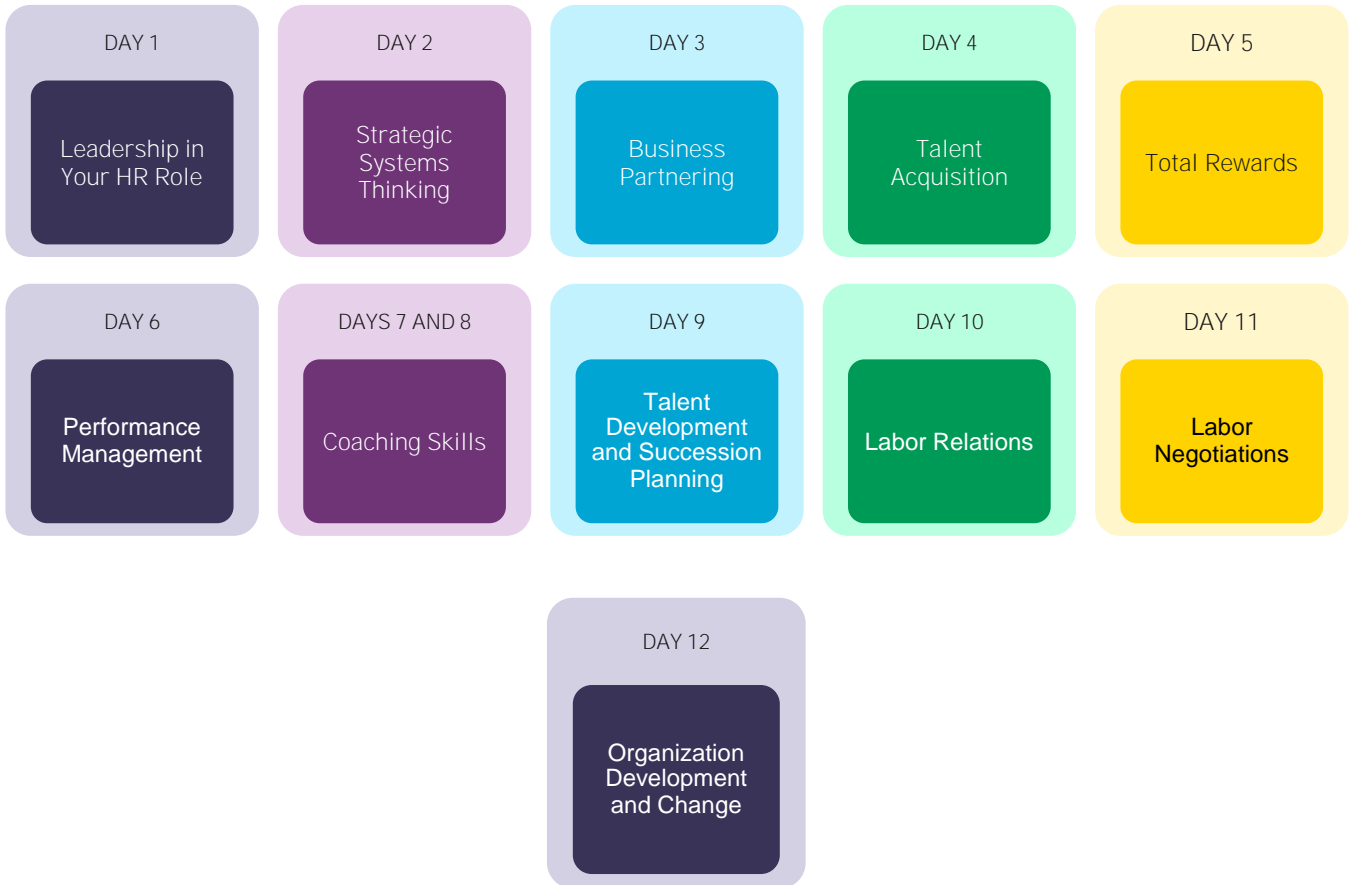 DAY 1
Leadership in
Your HR Role
DAY 2
Strategic
Systems
Thinking
DAY 3
Business
Partnering
DAY 4
Talent
Acquisition
DAY 5
Total Rewards
DAY 6
Performance
Management
DAYS 7 AND 8
Coaching Skills
DAY 9
Talent
Development
and Succession
Planning
DAY 10
Labor Relations
DAY 11
Labor
Negotiations
DAY 12
Organization
Development
and Change